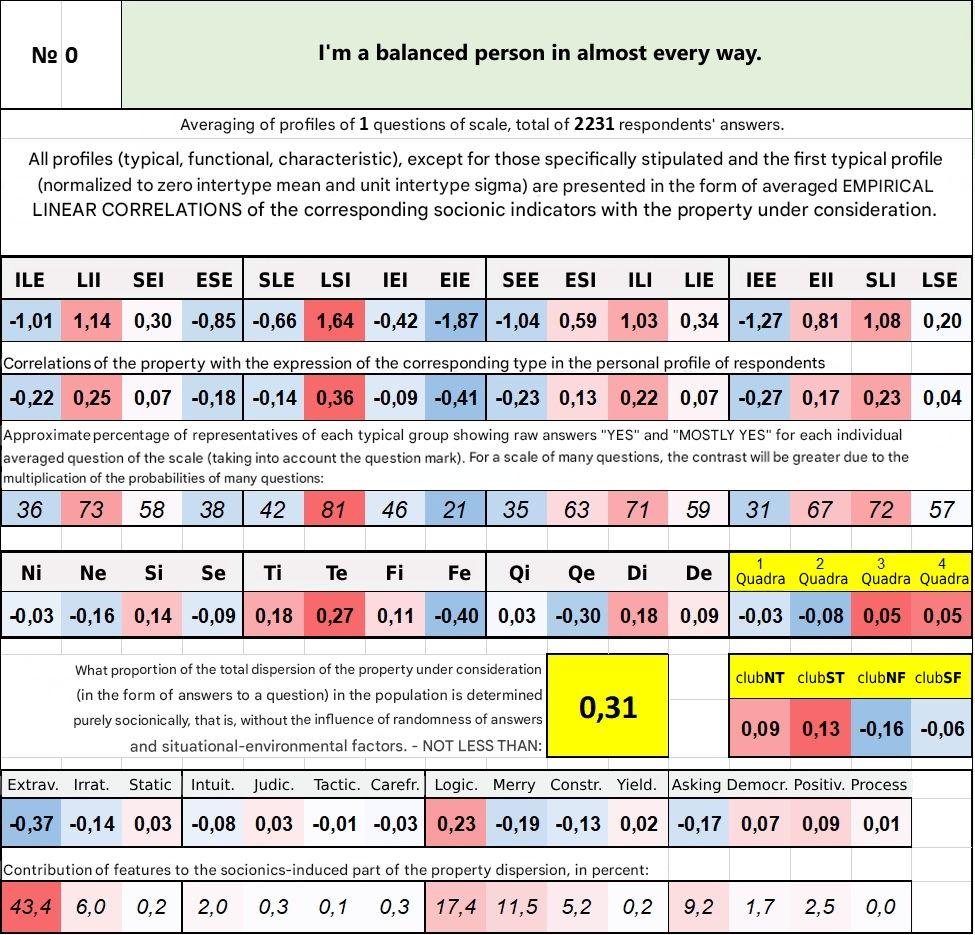 № 0
I'm a balanced person in almost every way.
Averaging of profiles of 1 questions of scale, total of 2231 respondents' answers.
All profiles (typical, functional, characteristic), except for those specifically stipulated and the first typical profile
(normalized to zero intertype mean and unit intertype sigma) are presented in the form of averaged EMPIRICAL
LINEAR CORRELATIONS of the corresponding socionic indicators with the property under consideration.
ILE LII SEI ESE SLE LSI IEI EIE SEE ESI ILI LIE IEE EII SLI LSE
-1,01 1,14 0,30 -0,85 -0,66 1,64 -0,42 -1,87 -1,04 0,59 1,03 0,34 -1,27 0,81 1,08 0,20
Correlations of the property with the expression of the corresponding type in the personal profile of respondents
-0,22 0,25 0,07 -0,18 -0,14 0,36 -0,09 -0,41 -0,23 0,13 0,22 0,07 -0,27 0,17 0,23 0,04
Approximate percentage of representatives of each typical group showing raw answers "YES" and "MOSTLY YES" for each individual
averaged question of the scale (taking into account the question mark). For a scale of many questions, the contrast will be greater due to the
multiplication of the probabilities of many questions:
36 73 58 38 42 81 46 21 35 63 71 59 31 67 72 57
Ni Ne Si Se Ti Te Fi Fe Qi Qe Di De 1 Quadra 2 Quadra 3 Quadra 4 Quadra
-0,03 -0,16 0,14 -0,09 0,18 0,27 0,11 -0,40 0,03 -0,30 0,18 0,09 -0,03 -0,08 0,05 0,05
What proportion of the total dispersion of the property under consideration
(in the form of answers to a question) in the population is determined
purely socionically, that is, without the influence of randomness of answers
and situational-environmental factors. - NOT LESS THAN:
0,31
clubNT clubST clubNF clubSF
0,09 0,13 -0,16 -0,06
Extrav. Irrat. Static Intuit. Judic. Tactic. Carefr. Logic. Merry Constr. Yield. Asking Democr. Positiv. Process
-0,37 -0,14 0,03 -0,08 0,03 -0,01 -0,03 0,23 -0,19 -0,13 0,02 -0,17 0,07 0,09 0,01
Contribution of features to the socionics-induced part of the property dispersion, in percent:
43,4 6,0 0,2 2,0 0,3 0,1 0,3 17,4 11,5 5,2 0,2 9,2 1,7 2,5 0,0